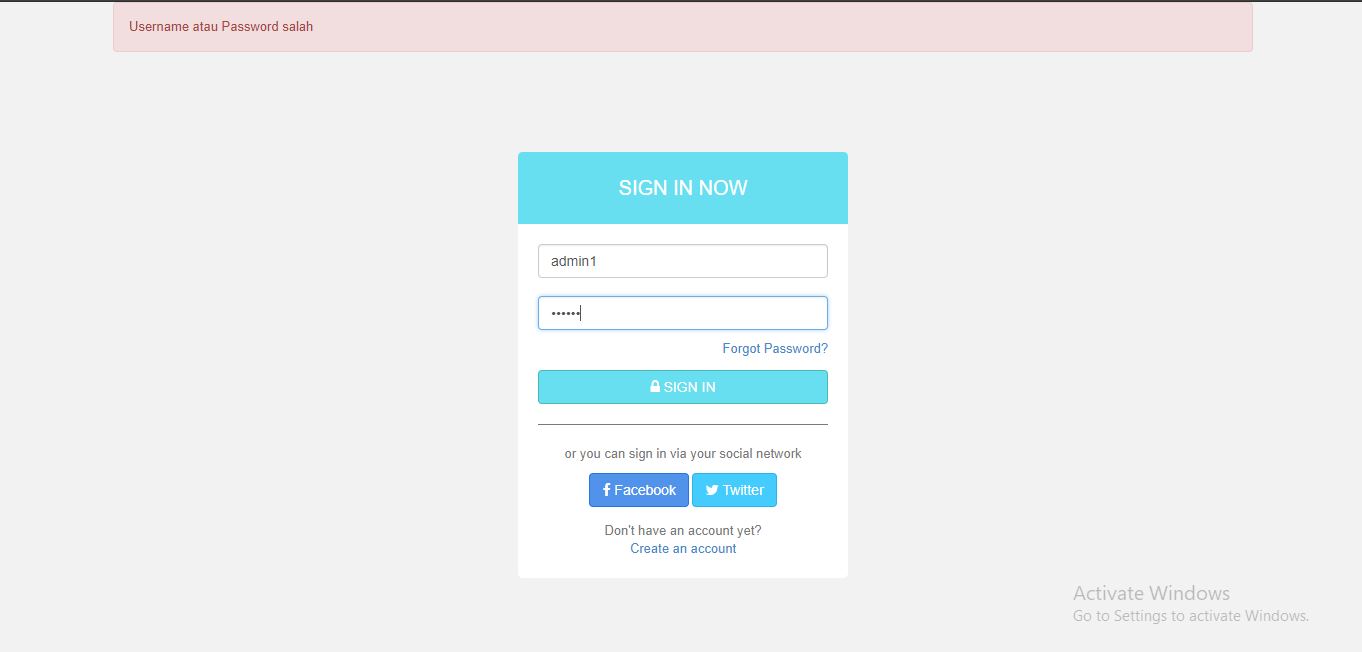 Username atau Password salah
SIGN IN NOW
admin1
••••••
Forgot Password?
SIGN IN
or you can sign in via your social network
Facebook Twitter
Don't have an account yet?
Create an account
Activate Windows
Go to Settings to activate Windows.